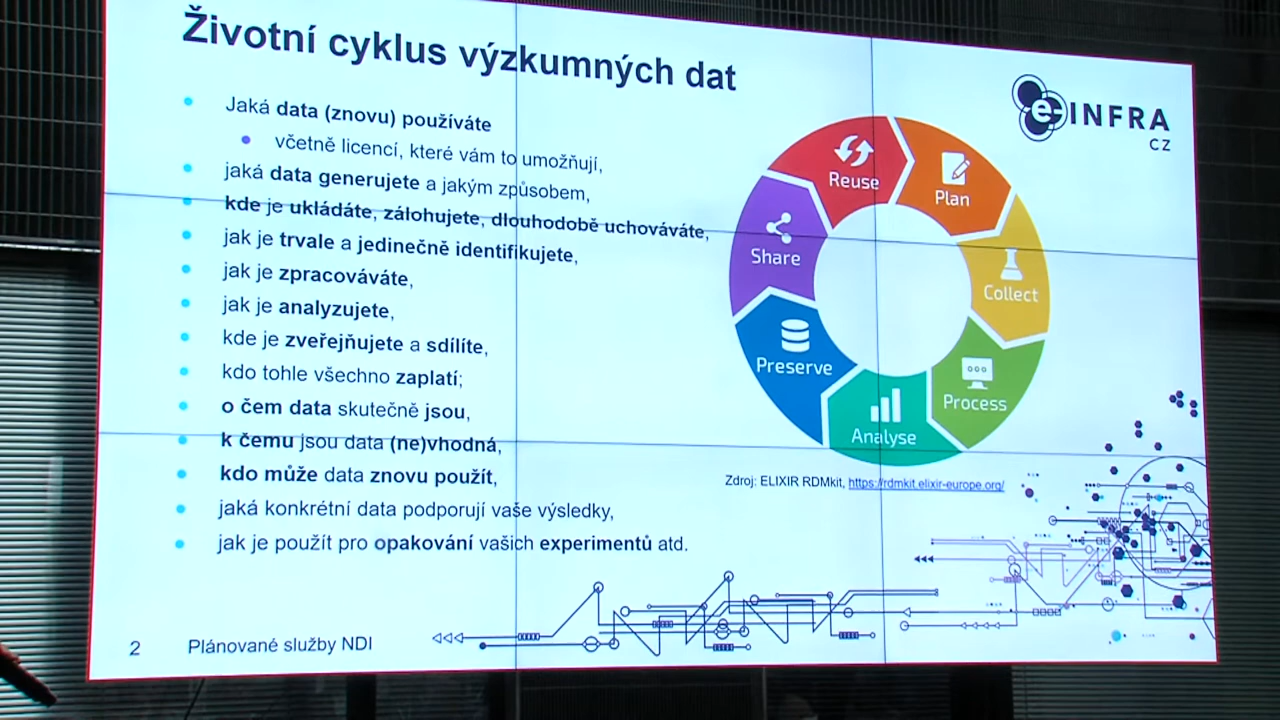 Životní cyklus výzkumných dat
Jaká data (znovu) používáte
včetně licencí, které vám to umožňují,
jaká data generujete a jakým způsobem,
kde je ukládáte, zálohujete, dlouhodobě uchováváte,
jak je trvale a jedinečně identifikujete,
jak je zpracováváte,
jak je analyzujete,
kde je zveřejňujete a sdílíte,
kdo tohle všechno zaplatí;
o čem data skutečně jsou,
k čemu jsou data (ne)vhodná,
kdo může data znovu použít,
jaká konkrétní data podporují vaše výsledky,
jak je použít pro opakování vašich experimentů atd.
e-INFRA
CZ
Reuse
Plan
Collect
Process
Analyse
Preserve
Share
Zdroj: ELIXIR RDMkit, https://rdmkit.elixir-europe.org/
2
Plánované služby NDI